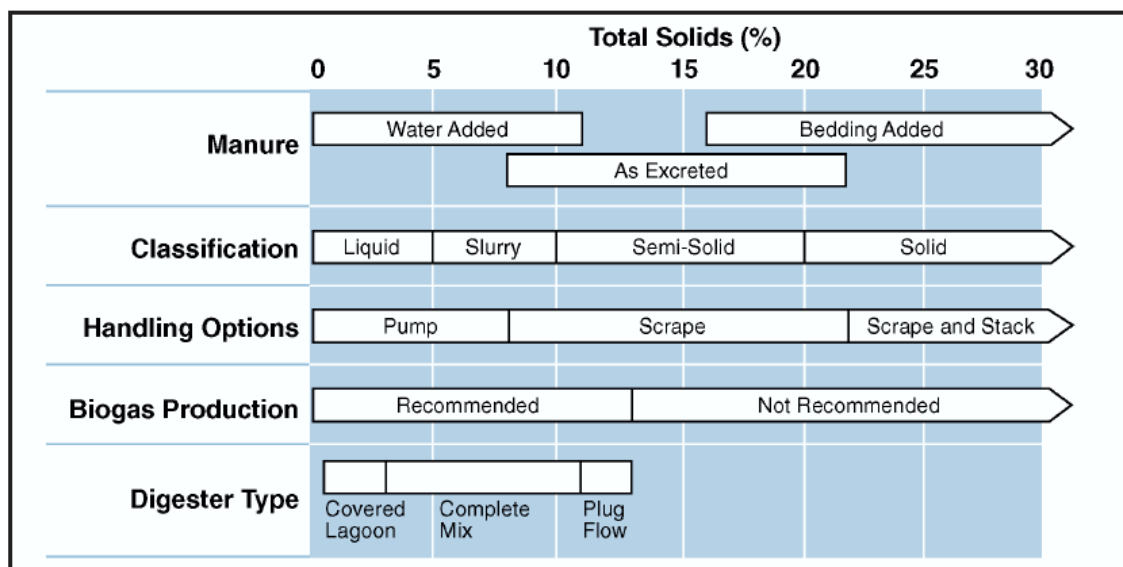 Total Solids (%)
0 5 10 15 20 25 30
Manure
Water Added
Bedding Added
As Excreted
Classification
Liquid
Slurry
Semi-Solid
Solid
Handling Options
Pump
Scrape
Scrape and Stack
Biogas Production
Recommended
Not Recommended
Digester Type
Covered
Lagoon
Complete
Mix
Plug
Flow